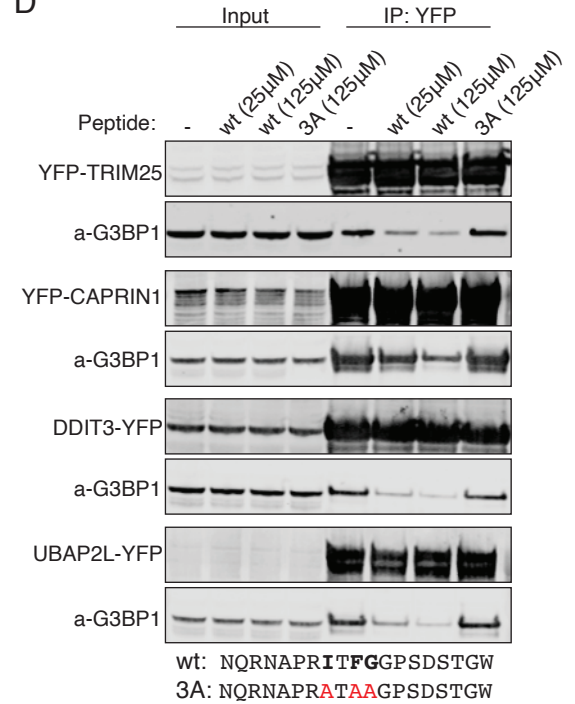 D
Input IP: YFP
Peptide: - wt (25µM) wt (125µM) 3A (125µM) - wt (25µM) wt (125µM) 3A (125µM)
YFP-TRIM25
a-G3BP1
YFP-CAPRIN1
a-G3BP1
DDIT3-YFP
a-G3BP1
UBAP2L-YFP
a-G3BP1
wt: NQRNAPRITFGGPSDSTGW
3A: NQRNAPRATAAGPSDSTGW